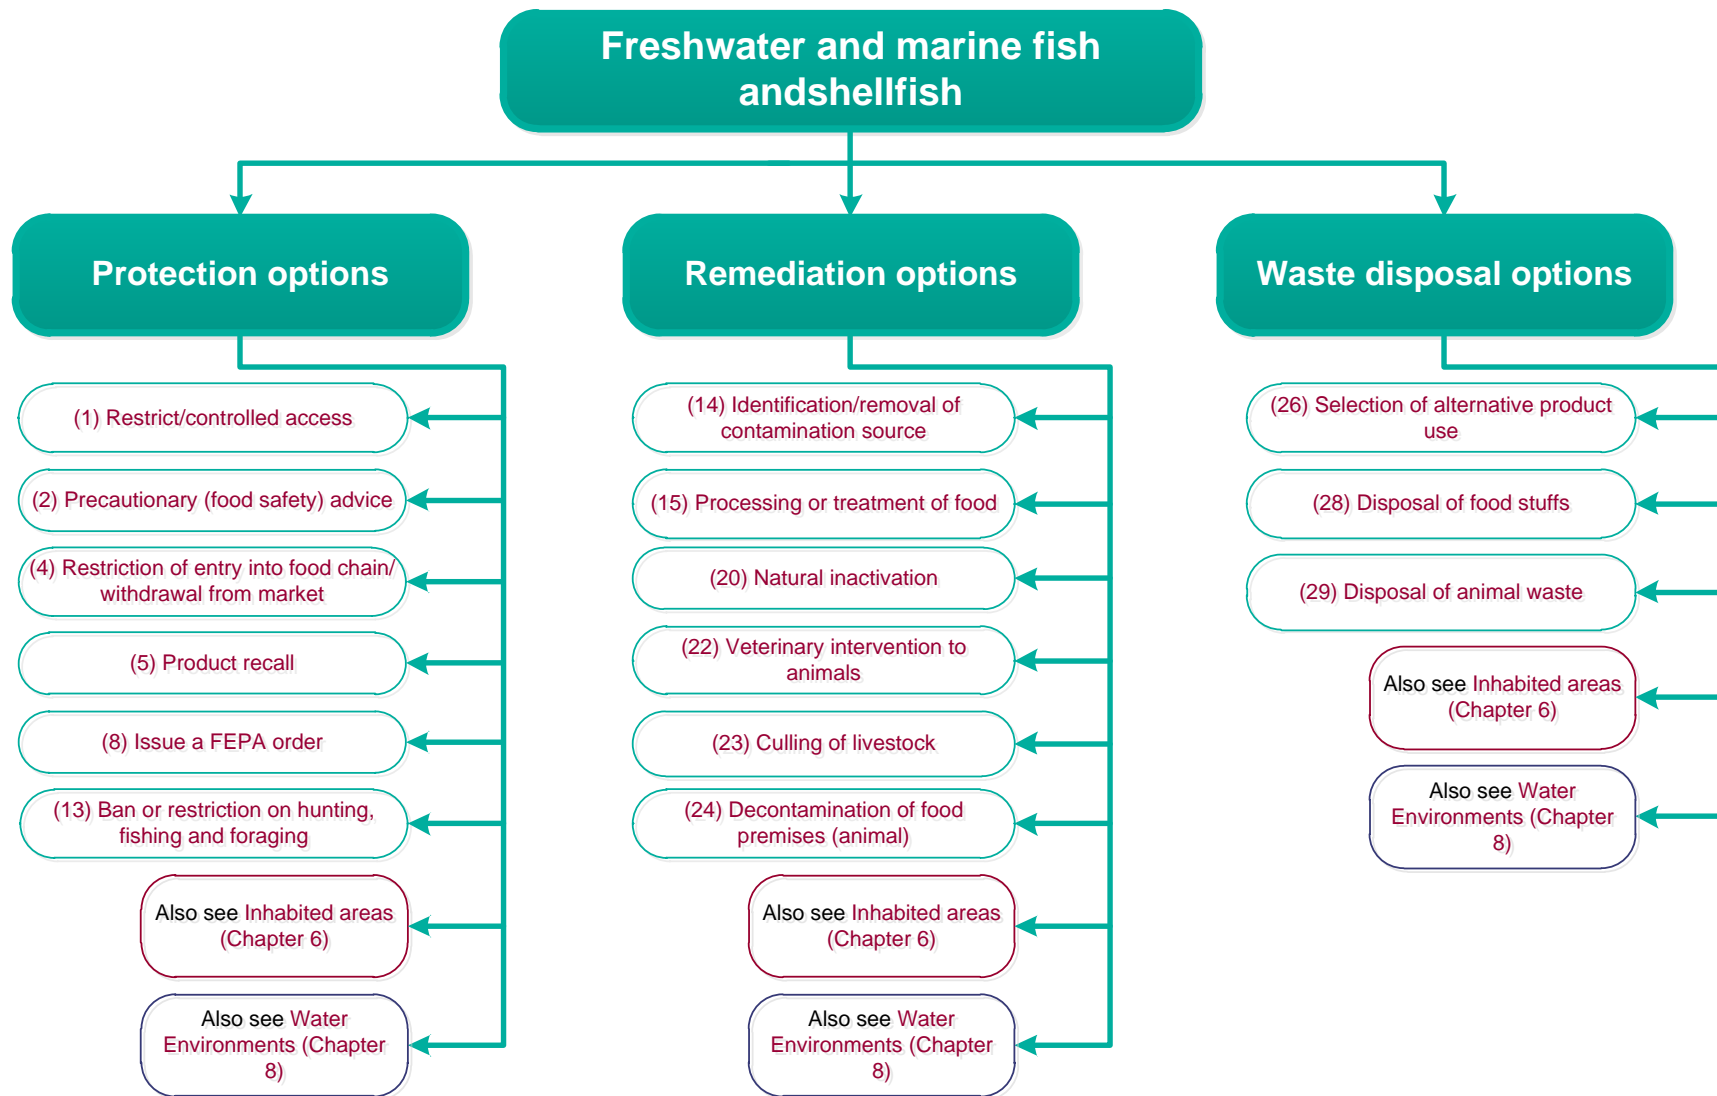 Freshwater and marine fish
andshellfish
Protection options
(1) Restrict/controlled access
(2) Precautionary (food safety) advice
(4) Restriction of entry into food chain/
withdrawal from market
(5) Product recall
(8) Issue a FEPA order
(13) Ban or restriction on hunting,
fishing and foraging
Also see Inhabited areas
(Chapter 6)
Also see Water
Environments (Chapter
8)
Remediation options
(14) Identification/removal of
contamination source
(15) Processing or treatment of food
(20) Natural inactivation
(22) Veterinary intervention to
animals
(23) Culling of livestock
(24) Decontamination of food
premises (animal)
Also see Inhabited areas
(Chapter 6)
Also see Water
Environments (Chapter
8)
Waste disposal options
(26) Selection of alternative product
use
(28) Disposal of food stuffs
(29) Disposal of animal waste
Also see Inhabited areas
(Chapter 6)
Also see Water
Environments (Chapter
8)